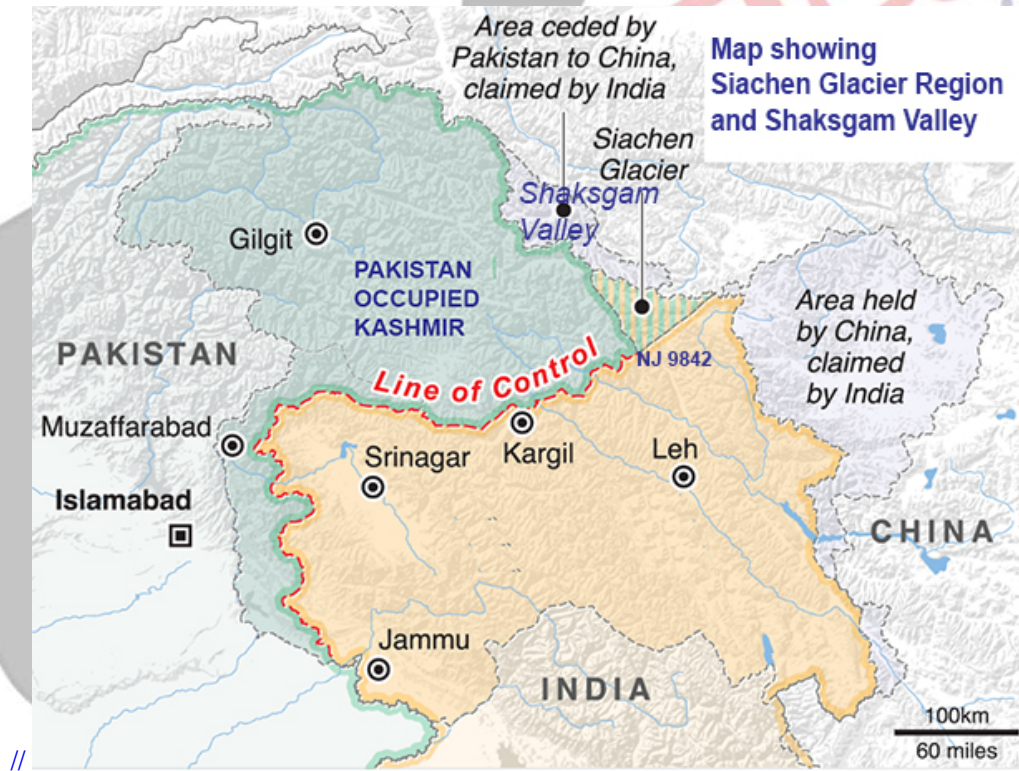 Area ceded by
Pakistan to China,
claimed by India
Map showing
Siachen Glacier Region
and Shaksgam Valley
Siachen
Glacier
Shaksgam
Valley
Gilgit
PAKISTAN
OCCUPIED
KASHMIR
Area held
by China,
claimed
by India
PAKISTAN
NJ 9842
Line of Control
Muzaffarabad
Srinagar
Kargil
Leh
Islamabad
CHINA
Jammu
INDIA
100km
60 miles
//